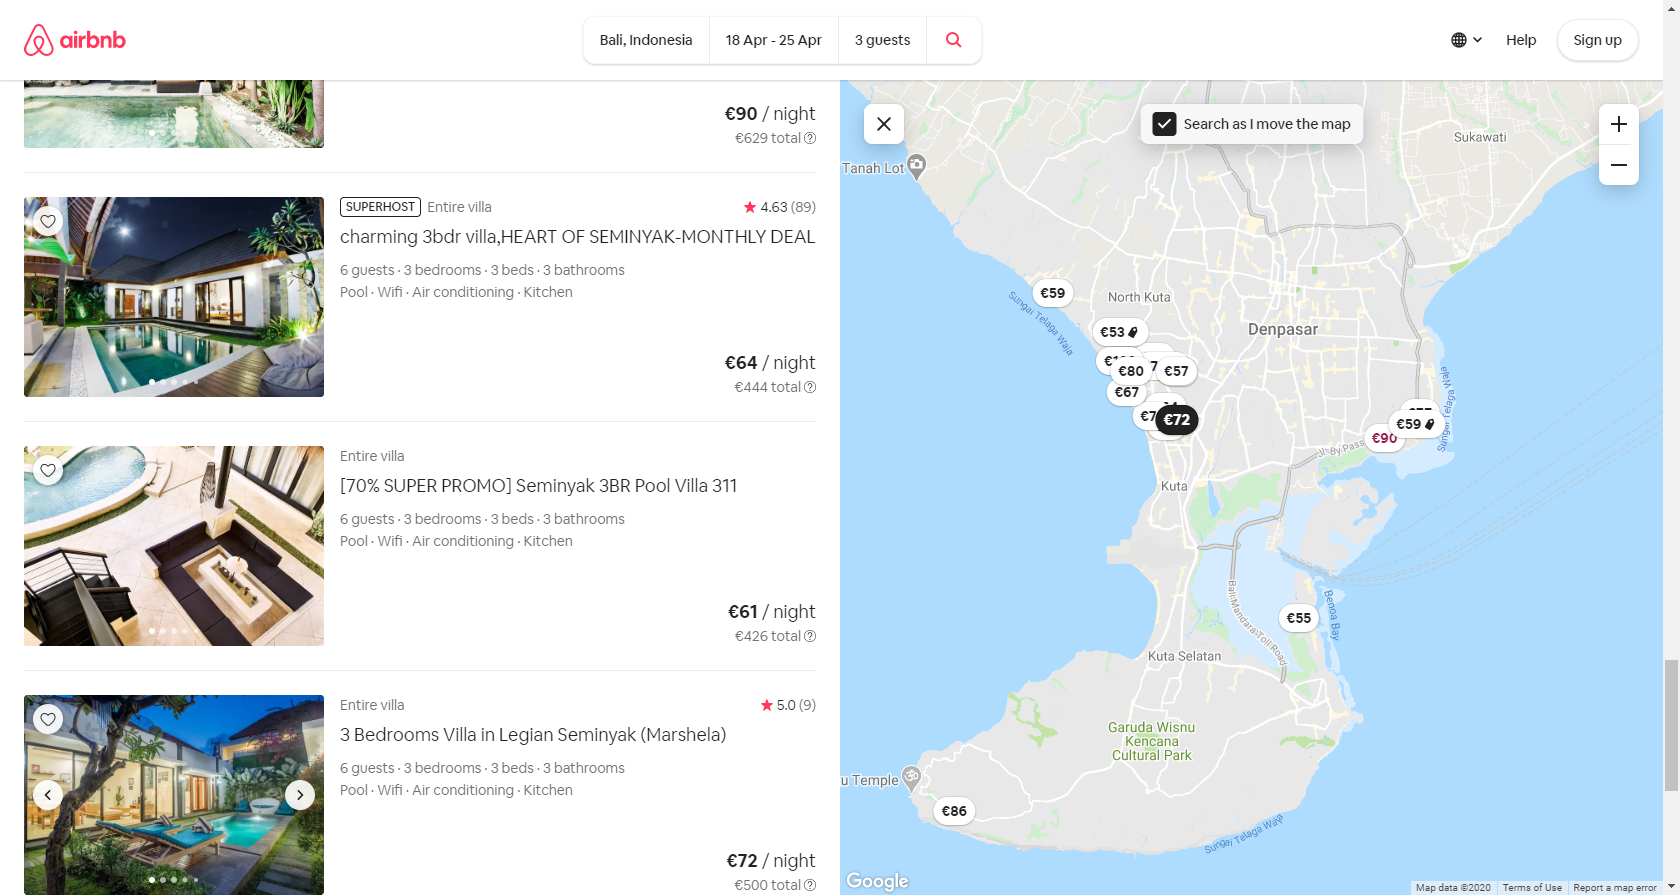 airbnb
Bali, Indonesia
18 Apr - 25 Apr
3 guests
Help
Sign up
€90 / night
€629 total
SUPERHOST Entire villa
4.63 (89)
charming 3bdr villa,HEART OF SEMINYAK-MONTHLY DEAL
6 guests · 3 bedrooms · 3 beds · 3 bathrooms
Pool · Wifi · Air conditioning · Kitchen
€64 / night
€444 total
Entire villa
[70% SUPER PROMO] Seminyak 3BR Pool Villa 311
6 guests · 3 bedrooms · 3 beds · 3 bathrooms
Pool · Wifi · Air conditioning · Kitchen
€61 / night
€426 total
Entire villa
5.0 (9)
3 Bedrooms Villa in Legian Seminyak (Marshela)
6 guests · 3 bedrooms · 3 beds · 3 bathrooms
Pool · Wifi · Air conditioning · Kitchen
€72 / night
€500 total
Search as I move the map
Sukawati
Tanah Lot
€59
North Kuta
Sungai Telaga Waja
€53
Denpasar
€80
€57
€67
€72
€59
€90
Jl. By Pass
Sungai Telaga Waja
Kuta
Bali Mandara Toll Road
Benoa Bay
€55
Kuta Selatan
Garuda Wisnu
Kencana
Cultural Park
u Temple
€86
Sungai Telaga Waja
Google
Map data ©2020
Terms of Use
Report a map error